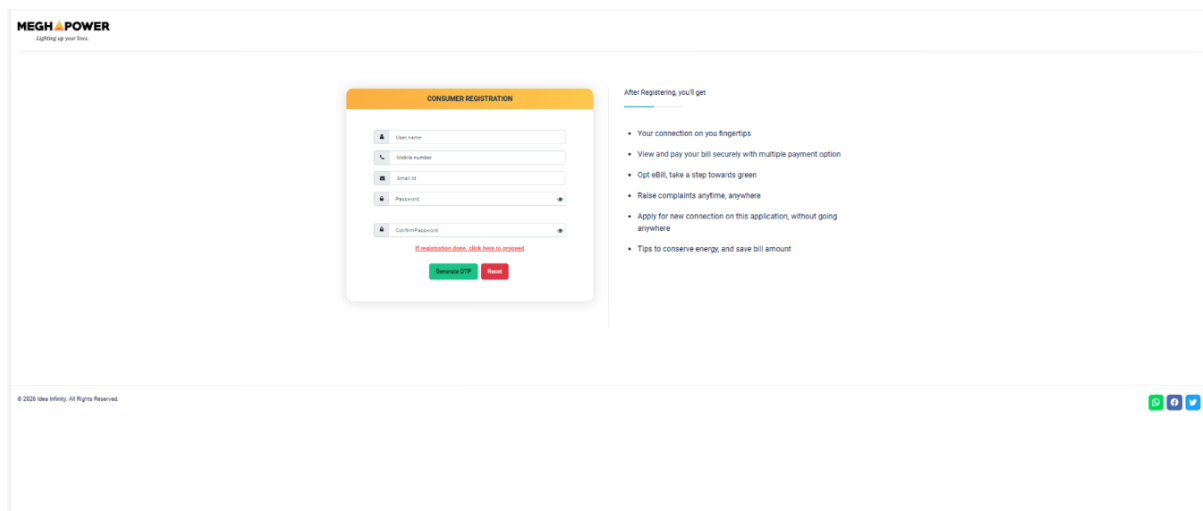 MEGHAPOWER
Lighting up your lives.
CONSUMER REGISTRATION
User name
Mobile number
Email Id
Password
ConfirmPassword
If registration done, click here to proceed
Generate OTP
Reset
After Registering, you'll get
Your connection on you fingertips
View and pay your bill securely with multiple payment option
Opt eBill, take a step towards green
Raise complaints anytime, anywhere
Apply for new connection on this application, without going
anywhere
Tips to conserve energy, and save bill amount
© 2026 Idea Infinity. All Rights Reserved.